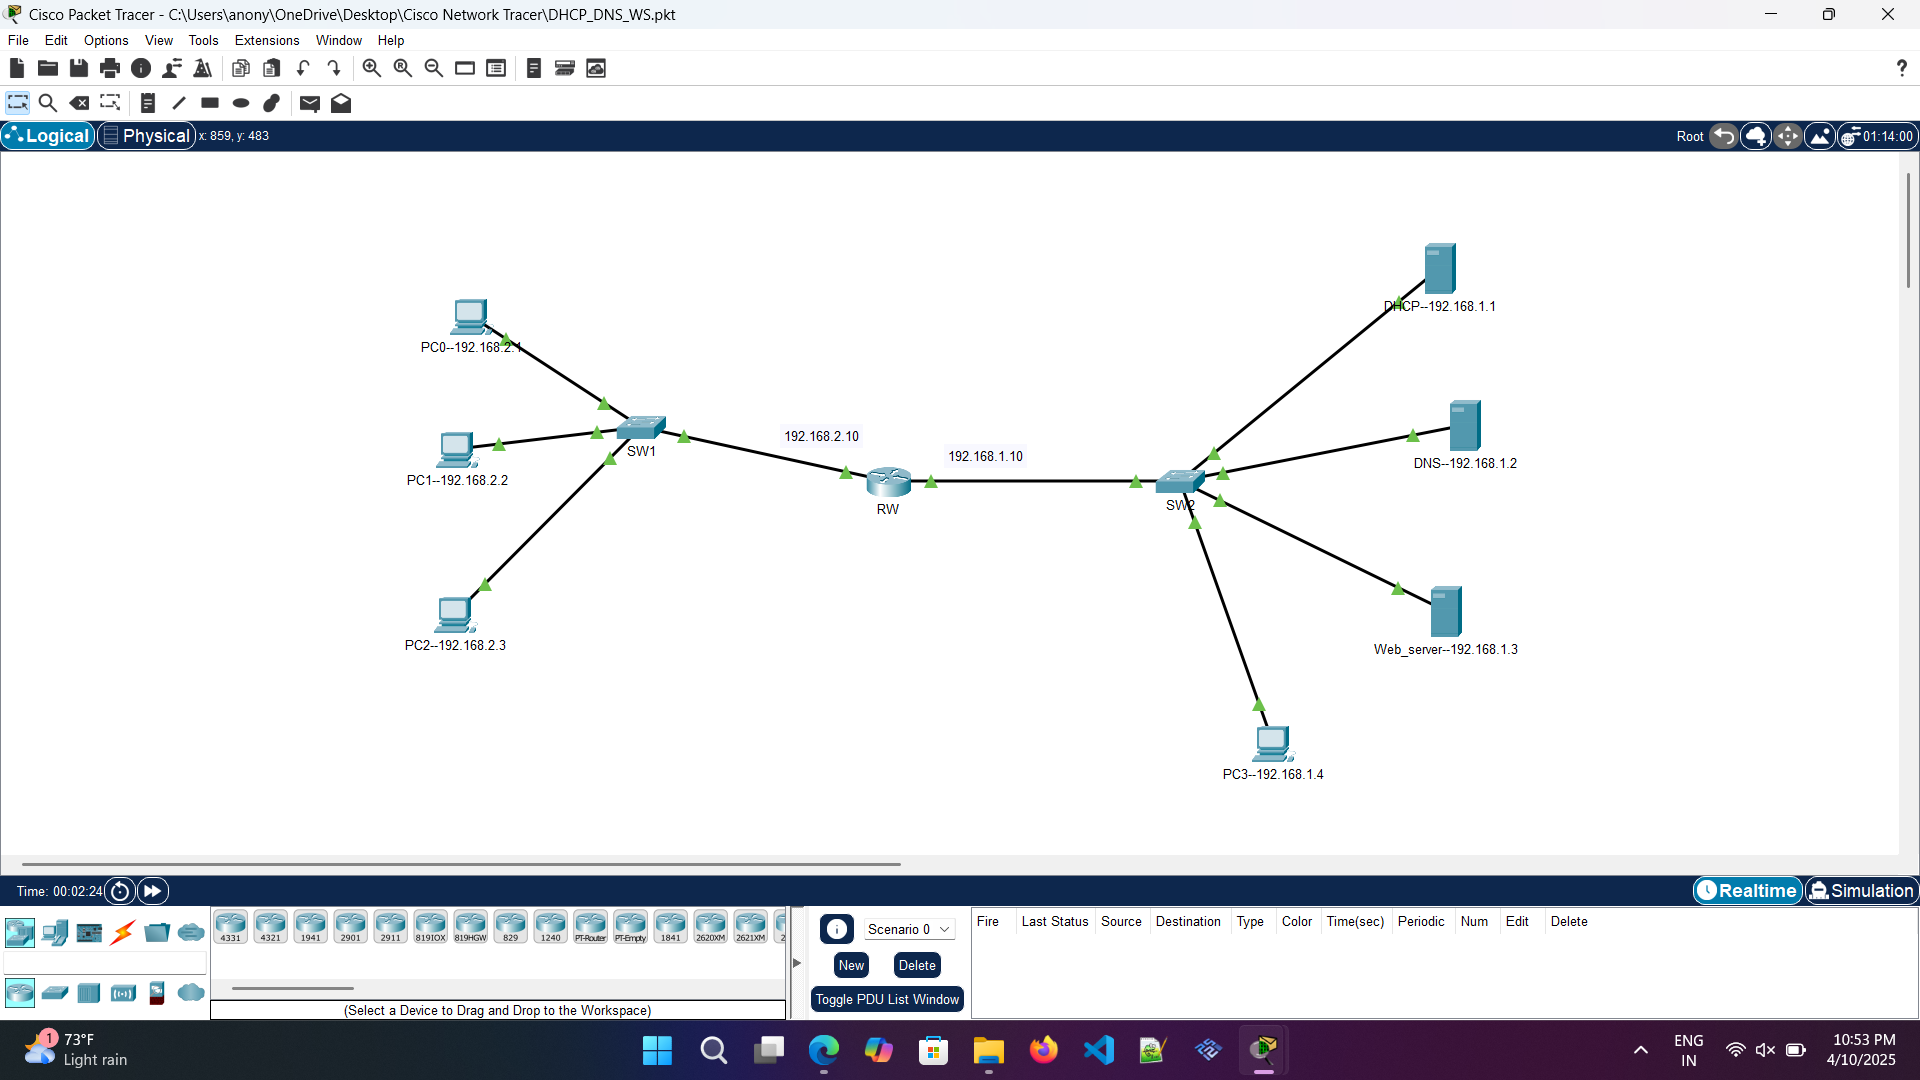 Cisco Packet Tracer - C:\Users\anony\OneDrive\Desktop\Cisco Network Tracer\DHCP_DNS_WS.pkt
File Edit Options View Tools Extensions Window Help
?
Logical Physical x: 859, y: 483 Root 01:14:00
DHCP--192.168.1.1
PC0--192.168.2.1
192.168.2.10
SW1
192.168.1.10
DNS--192.168.1.2
PC1--192.168.2.2
SW2
RW
PC2--192.168.2.3
Web_server--192.168.1.3
PC3--192.168.1.4
Time: 00:02:24 Realtime Simulation
4331 4321 1941 2901 2911 819IOX 819HGW 829 1240 PT-Router PT-Empty 1841 2620XM 2621XM
Scenario 0
New Delete
Toggle PDU List Window
Fire Last Status Source Destination Type Color Time(sec) Periodic Num Edit Delete
(Select a Device to Drag and Drop to the Workspace)
1
73°F
Light rain
ENG
IN
10:53 PM
4/10/2025